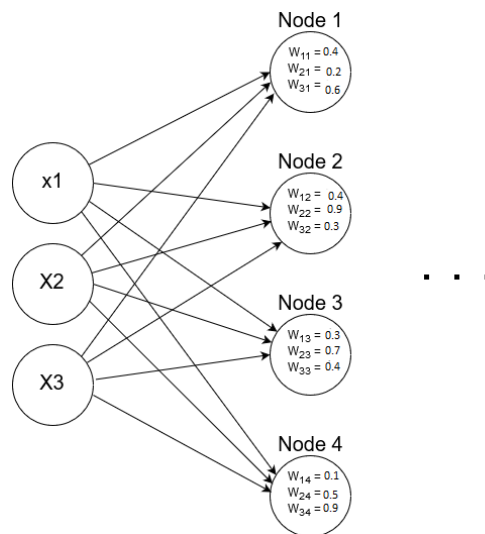 Node 1
W11 = 0.4
W21 = 0.2
W31 = 0.6
x1
Node 2
W12 = 0.4
W22 = 0.9
W32 = 0.3
X2
Node 3
W13 = 0.3
W23 = 0.7
W33 = 0.4
X3
Node 4
W14 = 0.1
W24 = 0.5
W34 = 0.9
. . .